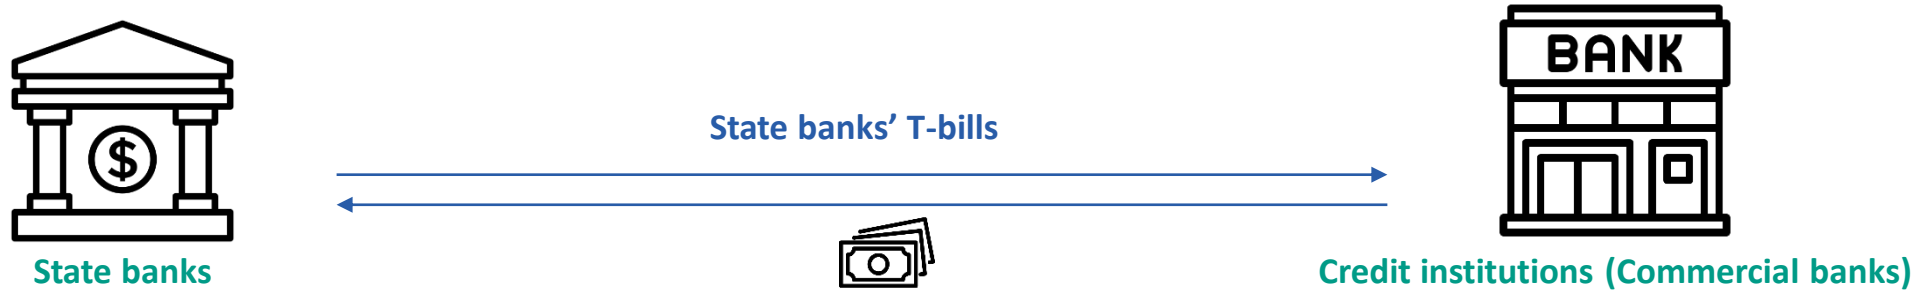 BANK
State banks’ T-bills
$
State banks
Credit institutions (Commercial banks)